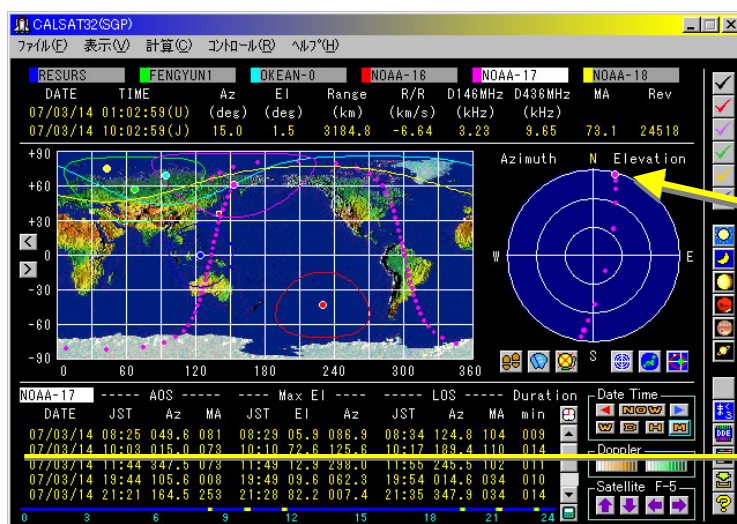 CALSAT32(SGP)
ファイル(F) 表示(V) 計算(C) コントロール(R) ヘルプ(H)
RESURS FENGYUN1 OKEAN-0 NOAA-16 NOAA-17 NOAA-18
DATE TIME Az El Range R/R D146MHz D436MHz MA Rev
07/03/14 01:02:59(U) (deg) (deg) (km) (km/s) (kHz) (kHz)
07/03/14 10:02:59(J) 15.0 1.5 3184.8 -6.64 3.23 9.65 73.1 24518
+90
+60
+30
0
-30
-60
-90
0 60 120 180 240 300 360
< >
Azimuth N Elevation
W E
S
NOAA-17 ----- AOS ----- ---- Max El ---- ----- LOS ----- Duration
DATE JST Az MA JST El Az JST Az MA min
07/03/14 08:25 049.6 081 08:29 05.9 086.9 08:34 124.8 104 009
07/03/14 10:03 015.0 073 10:10 72.6 125.6 10:17 189.4 110 014
07/03/14 11:44 347.5 073 11:49 12.9 298.0 11:55 245.5 102 011
07/03/14 19:44 105.6 008 19:49 09.6 062.3 19:54 014.6 034 010
07/03/14 21:21 164.5 253 21:28 82.2 007.4 21:35 347.9 034 014
0 3 6 9 12 15 18 21 24
Date Time
NOW
W D H M
Doppler
Satellite F-5
まぐろ
DDE